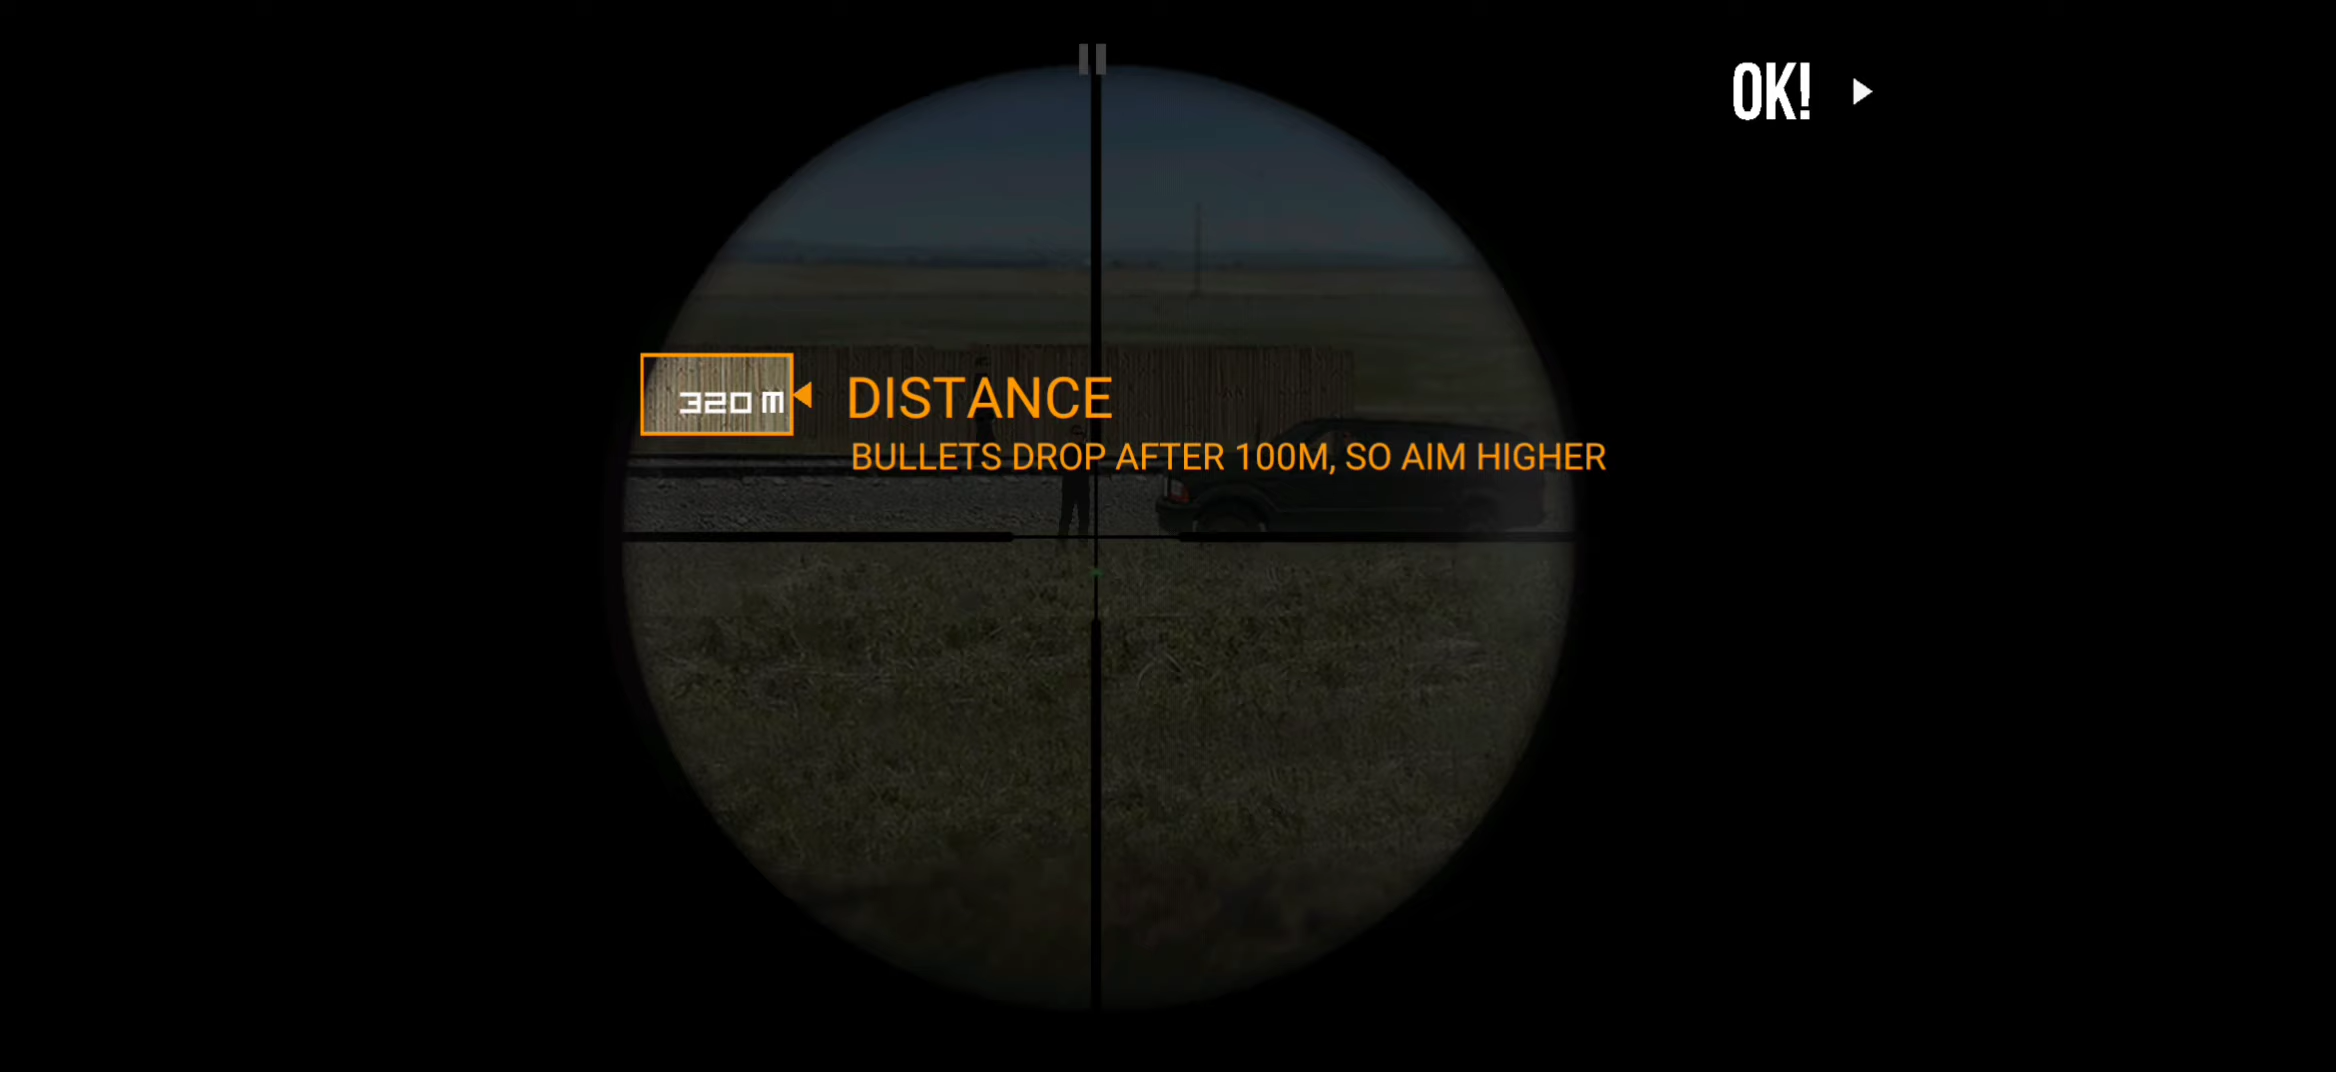 OK!
320 m
DISTANCE
BULLETS DROP AFTER 100M, SO AIM HIGHER